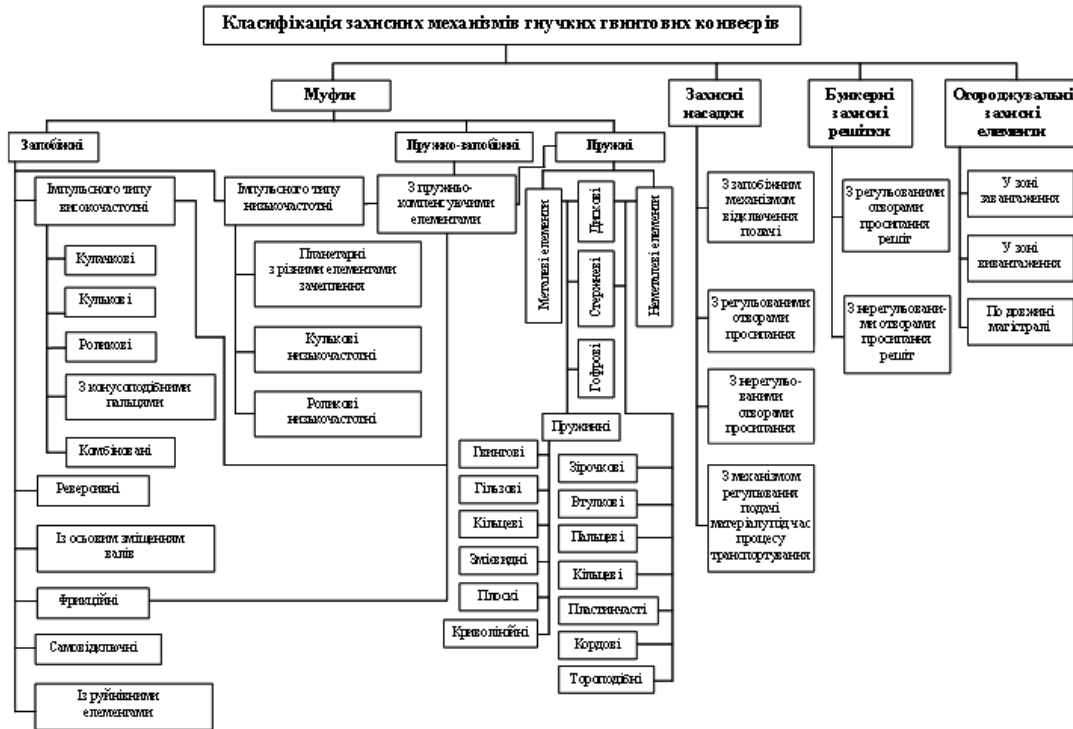 Класифікація захисних механізмів гнучких гвинтових конвеєрів
Муфти
Захисні
насадки
Бункерні
захисні
решітки
Огороджувальні
захисні
елементи
Запобіжні
Пружно-запобіжні
Пружні
Імпульсного типу
високочастотні
Імпульсного типу
низькочастотні
З пружньо-
компенсуючими
елементами
Кулачкові
Кулькові
Роликові
З конусоподібними
пальцями
Комбіновані
Реверсивні
Із осьовим зміщенням
валів
Фрикційні
Самовідключні
Із руйнівними
елементами
Планетарні
з різними елементами
зачеплення
Кулькові
низькочастотні
Роликові
низькочастотні
Металеві елементи
Дискові
Стержневі
Гофрові
Неметалеві елементи
Пружинні
Гвинтові
Гільзові
Кільцеві
Змієвидні
Плоскі
Криволінійні
Зірочкові
Втулкові
Пальцеві
Кільцеві
Пластинчасті
Кордові
Тороподібні
З запобіжним
механізмом
відключення
подачі
З регульованими
отворами
просипання
З нерегульо-
ваними
отворами
просипання
З механізмом
регулювання
подачі
матеріалу під час
процесу
транспортування
З регульованими
отворами
просипання
решіт
З нерегульовани-
ми отворами
просипання
решіт
У зоні
завантаження
У зоні
вивантаження
По довжині
магістралі